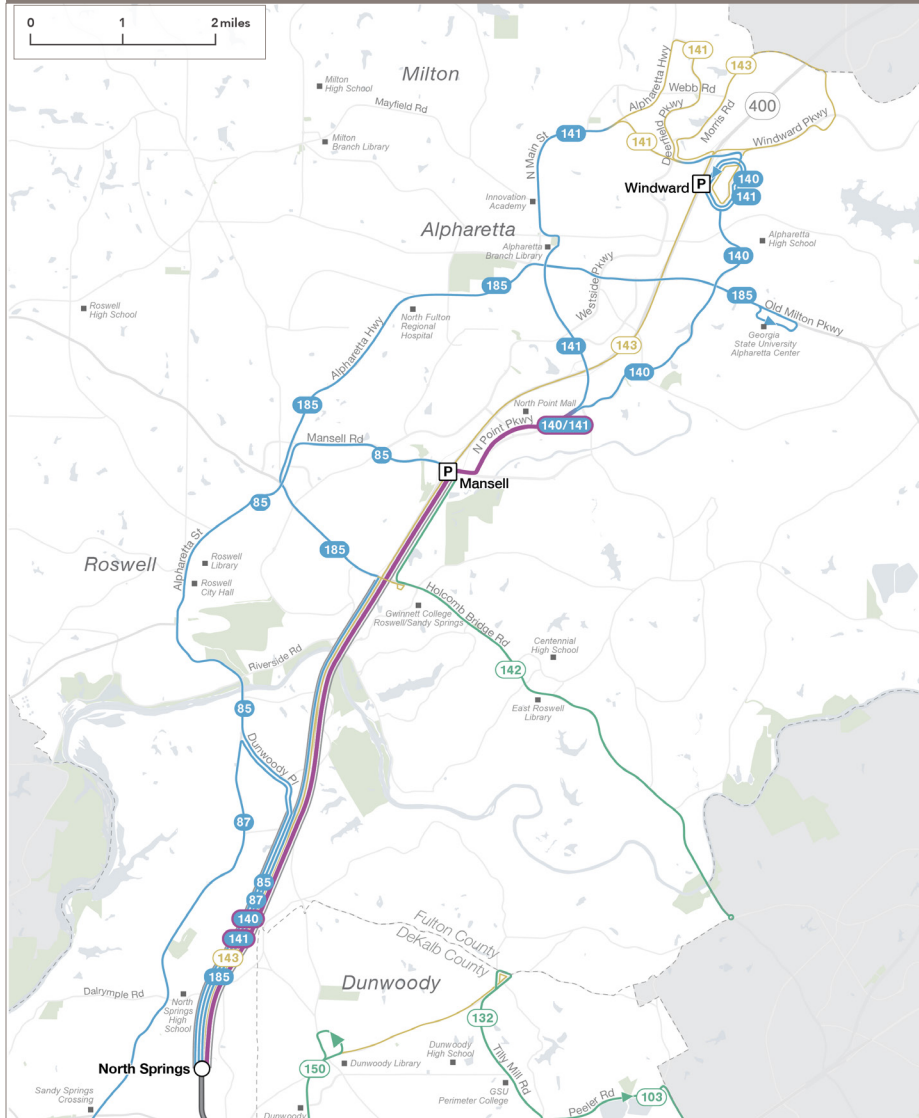 0 1 2 miles
Milton
Milton
High School
Mayfield Rd
Milton
Branch Library
Alpharetta Hwy
141
143
Webb Rd
400
Deerfield Pkwy
Morris Rd
Windward Pkwy
141
141
N Main St
Windward
P
140
141
Innovation
Academy
Alpharetta
Alpharetta
Branch Library
Alpharetta
High School
140
Westside Pkwy
185
185
Old Milton Pkwy
Roswell
High School
North Fulton
Regional
Hospital
Georgia
State University
Alpharetta Center
Alpharetta Hwy
141
143
140
185
North Point Mall
N Point Pkwy
140/141
Mansell Rd
85
P
Mansell
85
Alpharetta St
185
Roswell
Roswell
Library
Roswell
City Hall
Holcomb Bridge Rd
Gwinnett College
Roswell/Sandy Springs
Centennial
High School
142
Riverside Rd
East Roswell
Library
85
Dunwoody Pl
87
85
87
140
141
143
185
Fulton County
DeKalb County
Dunwoody
Dalrymple Rd
North
Springs
High
School
132
Dunwoody
High School
Tilly Mill Rd
North Springs
150
Dunwoody Library
GSU
Perimeter College
Sandy Springs
Crossing
Dunwoody
Peeler Rd
103